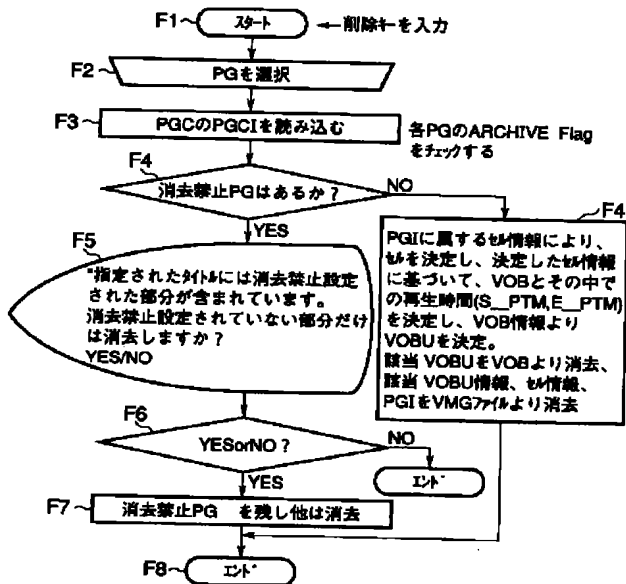 F1
スタート
←削除キーを入力
F2
PGを選択
F3
PGCのPGCIを読み込む
各PGのARCHIVE Flag
をチェックする
F4
消去禁止PGはあるか？
NO
YES
F4
PGIに属するセル情報により、
セルを決定し、決定したセル情報
に基づいて、VOBとその中で
の再生時間(S__PTM,E__PTM)
を決定し、VOB情報より
VOBUを決定。
該当 VOBUをVOBより消去、
該当 VOBU情報、セル情報、
PGIをVMGファイルより消去
F5
"指定されたタイトルには消去禁止設定
された部分が含まれています。
消去禁止設定されていない部分だけ
は消去しますか？
YES/NO
F6
YESorNO？
NO
エンド
YES
F7
消去禁止PG を残し他は消去
F8
エンド